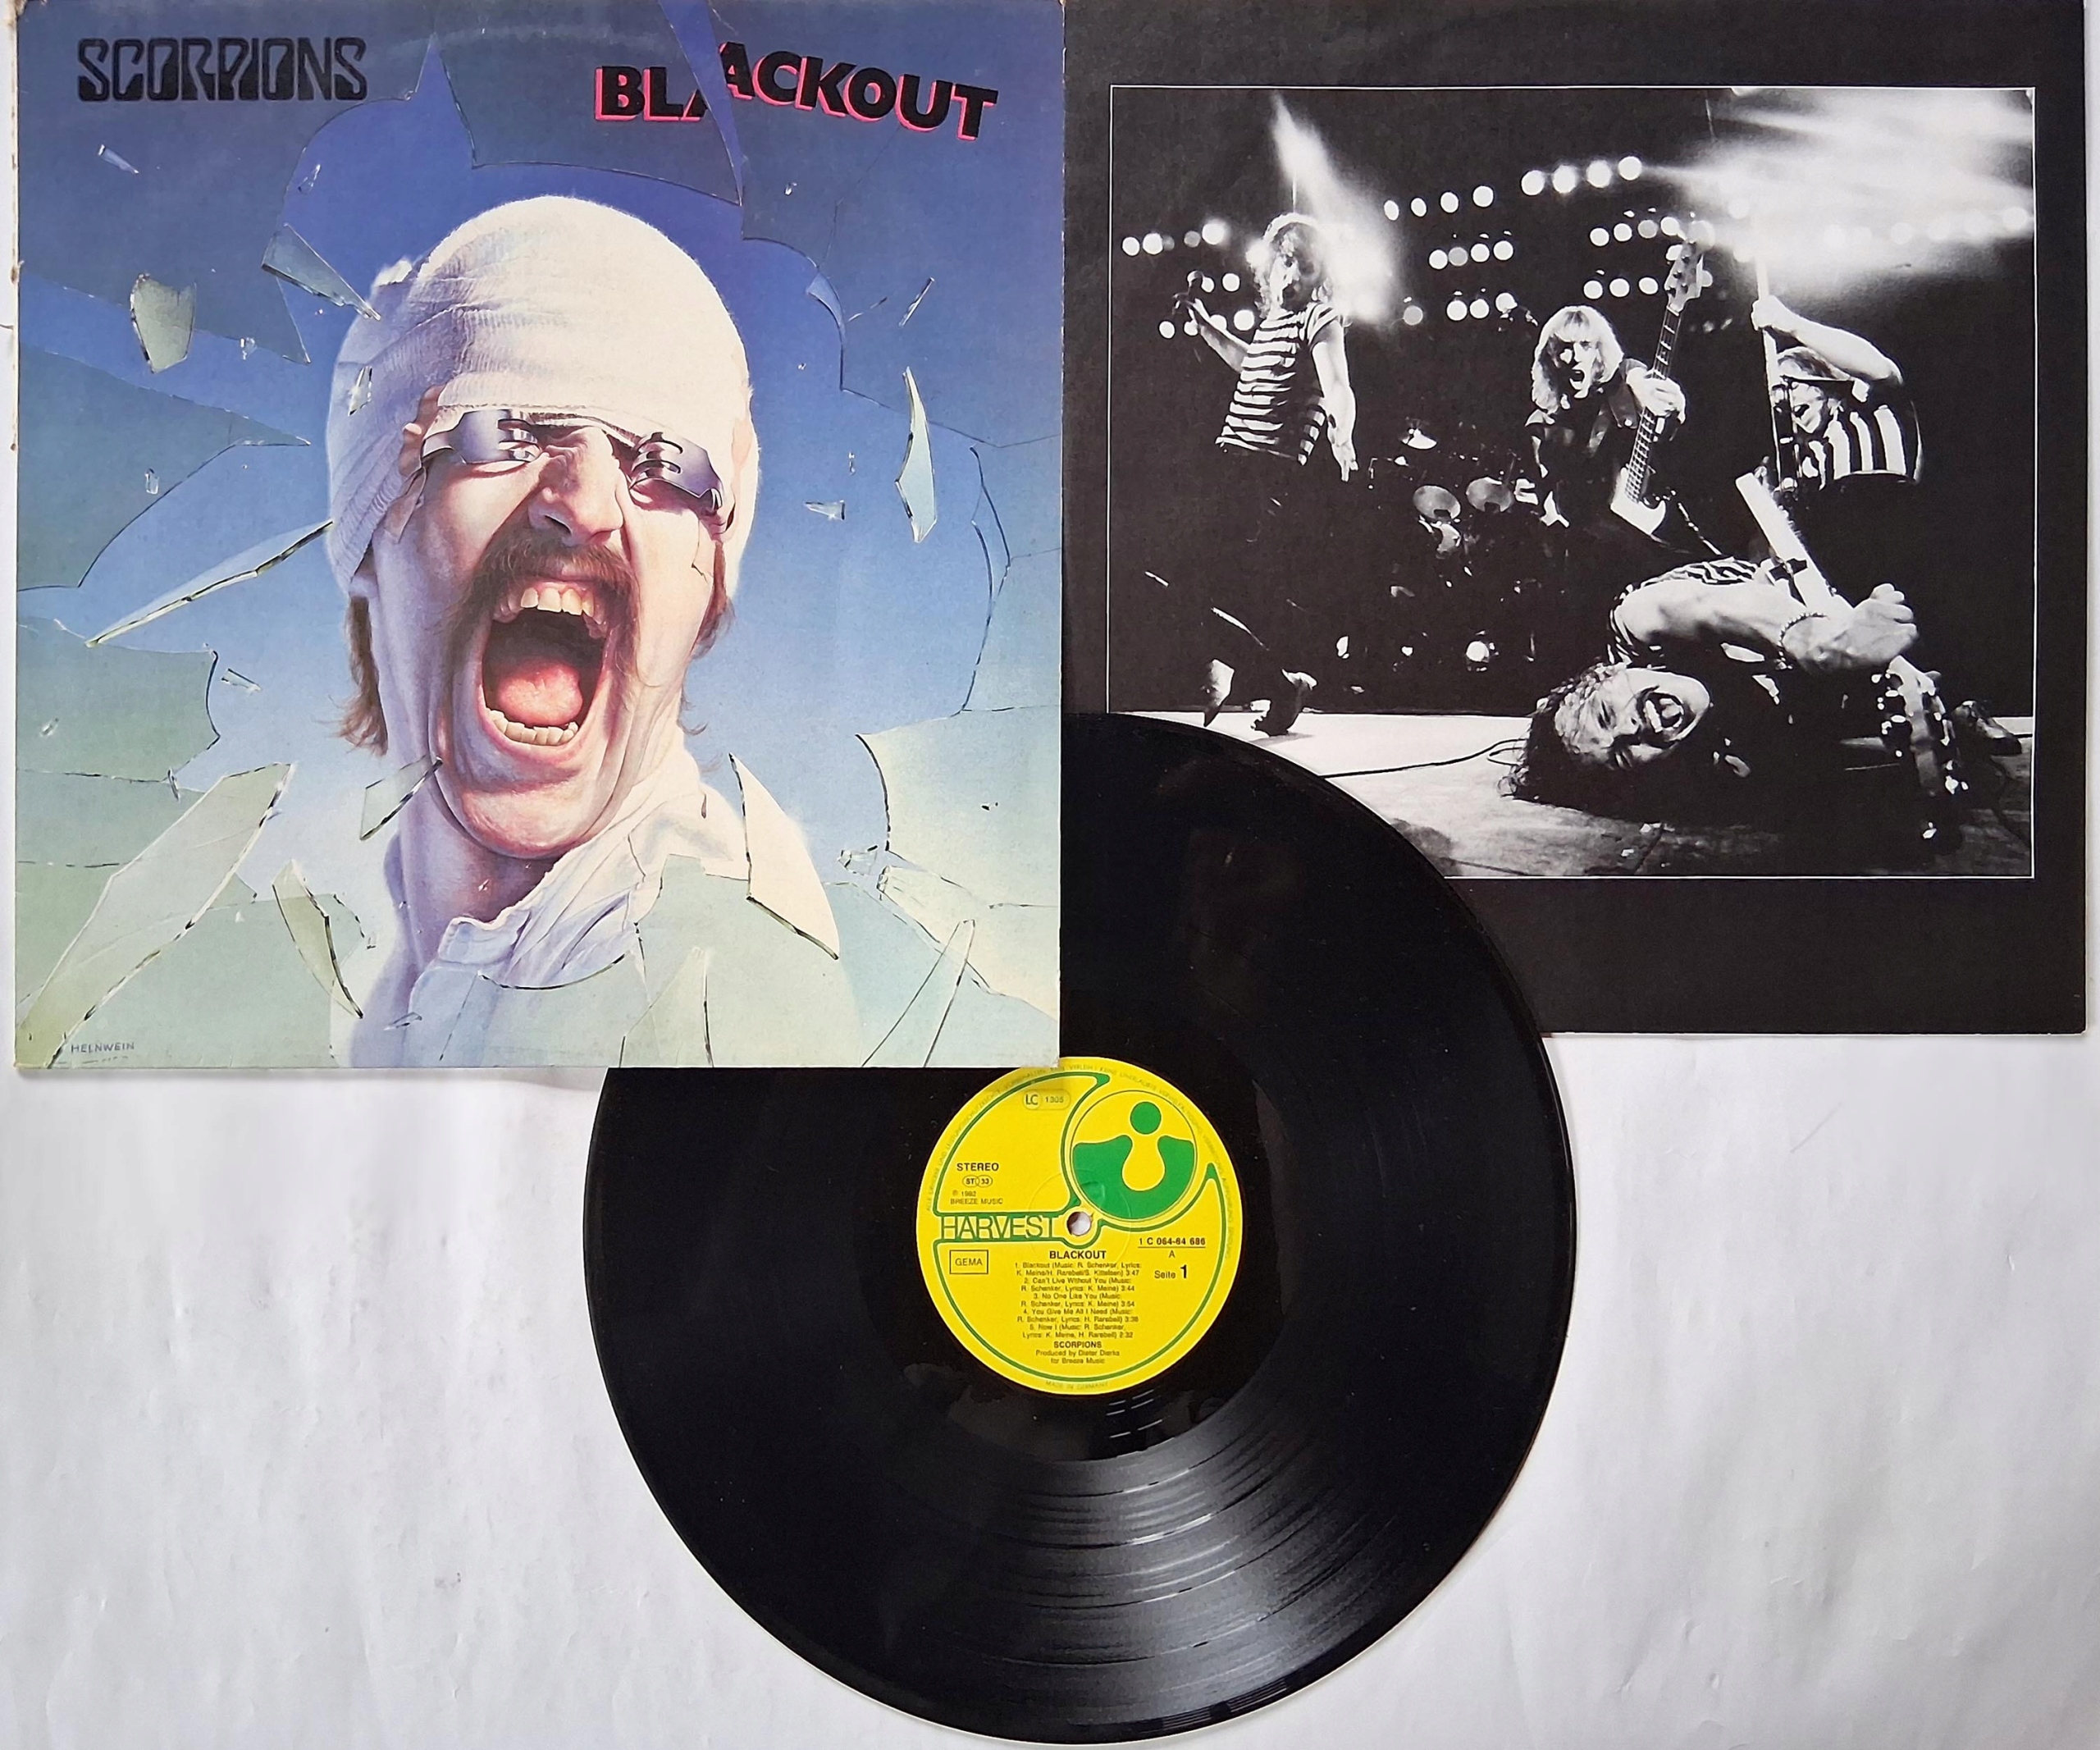 SCORPIONS
BLACKOUT
HELNWEIN
LC 1305
STEREO
ST 33
℗ 1982
BREEZE MUSIC
HARVEST
GEMA
1 C 064-64 686
A
Seite 1
BLACKOUT
1. Blackout (Music: R. Schenker, Lyrics:
K. Meine/H. Rarebell/S. Kittelsen) 3:47
2. Can't Live Without You (Music:
R. Schenker, Lyrics: K. Meine) 3:44
3. No One Like You (Music:
R. Schenker, Lyrics: K. Meine) 3:54
4. You Give Me All I Need (Music:
R. Schenker, Lyrics: H. Rarebell) 3:38
5. Now I (Music: R. Schenker,
Lyrics: K. Meine, H. Rarebell) 2:32
SCORPIONS
Produced by Dieter Dierks
for Breeze Music
MADE IN GERMANY